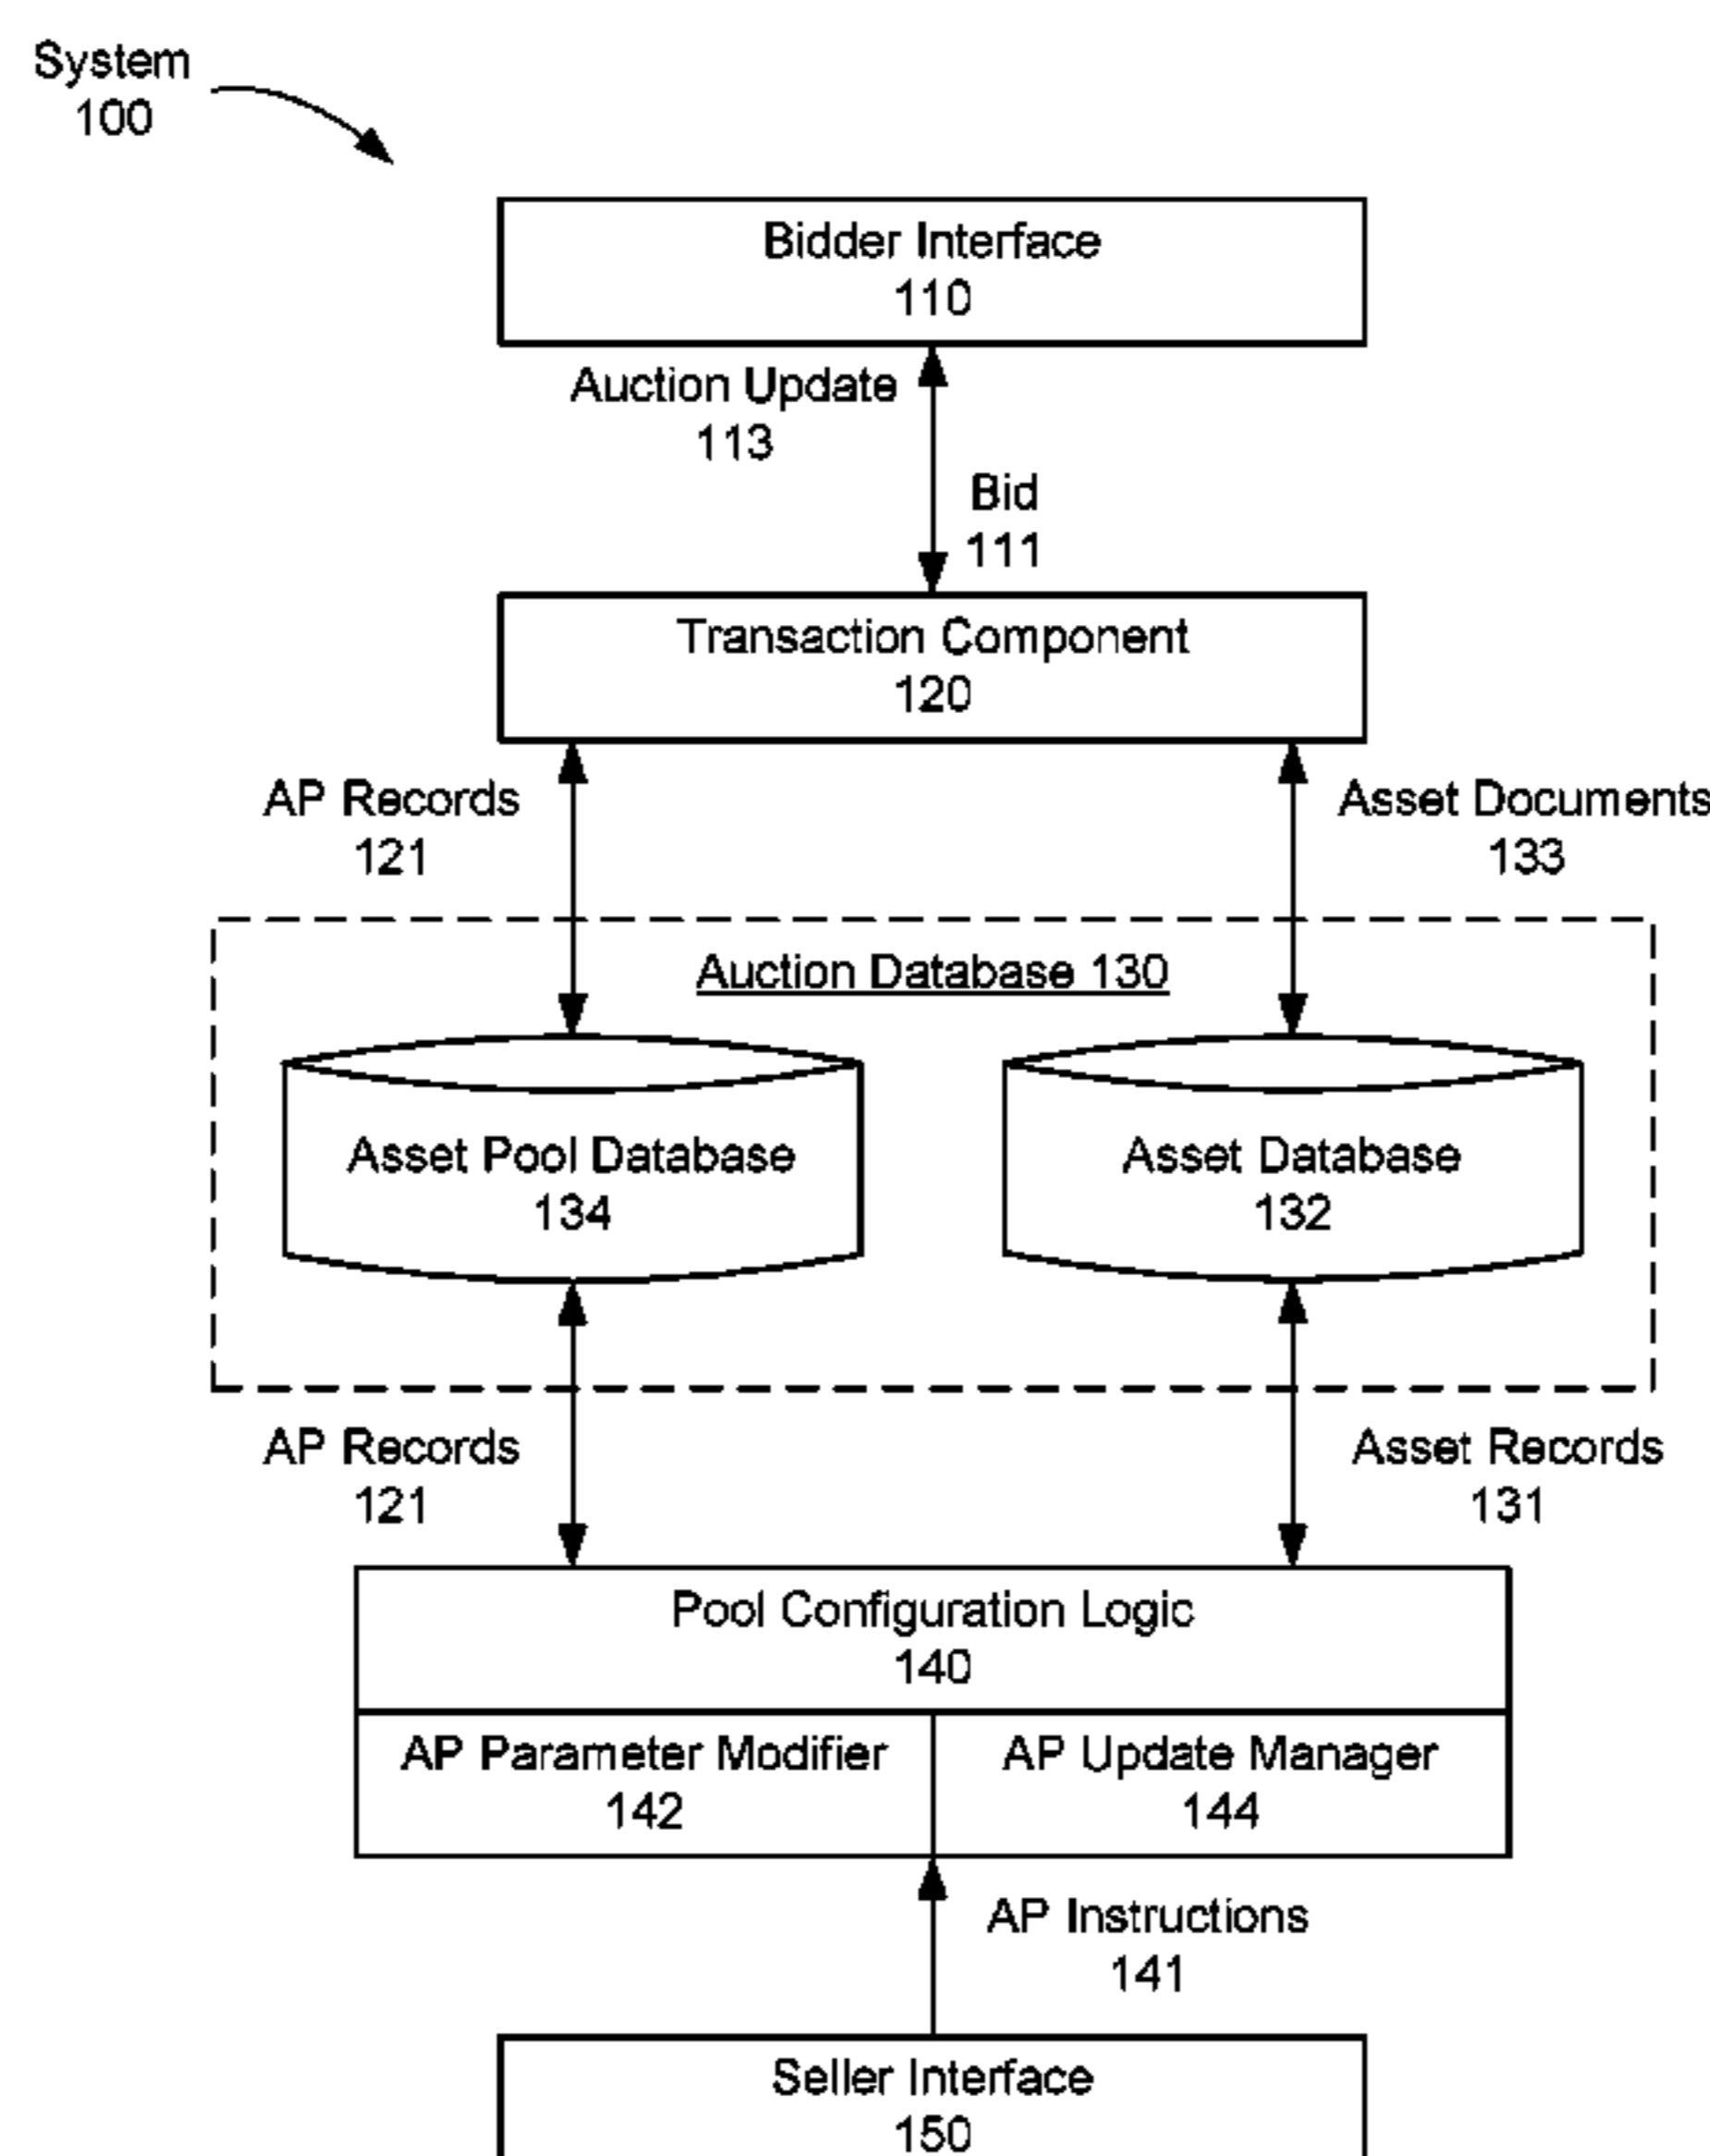 System
100
Bidder Interface
110
Auction Update
113
Bid
111
Transaction Component
120
AP Records
121
Asset Documents
133
Auction Database 130
Asset Pool Database
134
Asset Database
132
AP Records
121
Asset Records
131
Pool Configuration Logic
140
AP Parameter Modifier
142
AP Update Manager
144
AP Instructions
141
Seller Interface
150